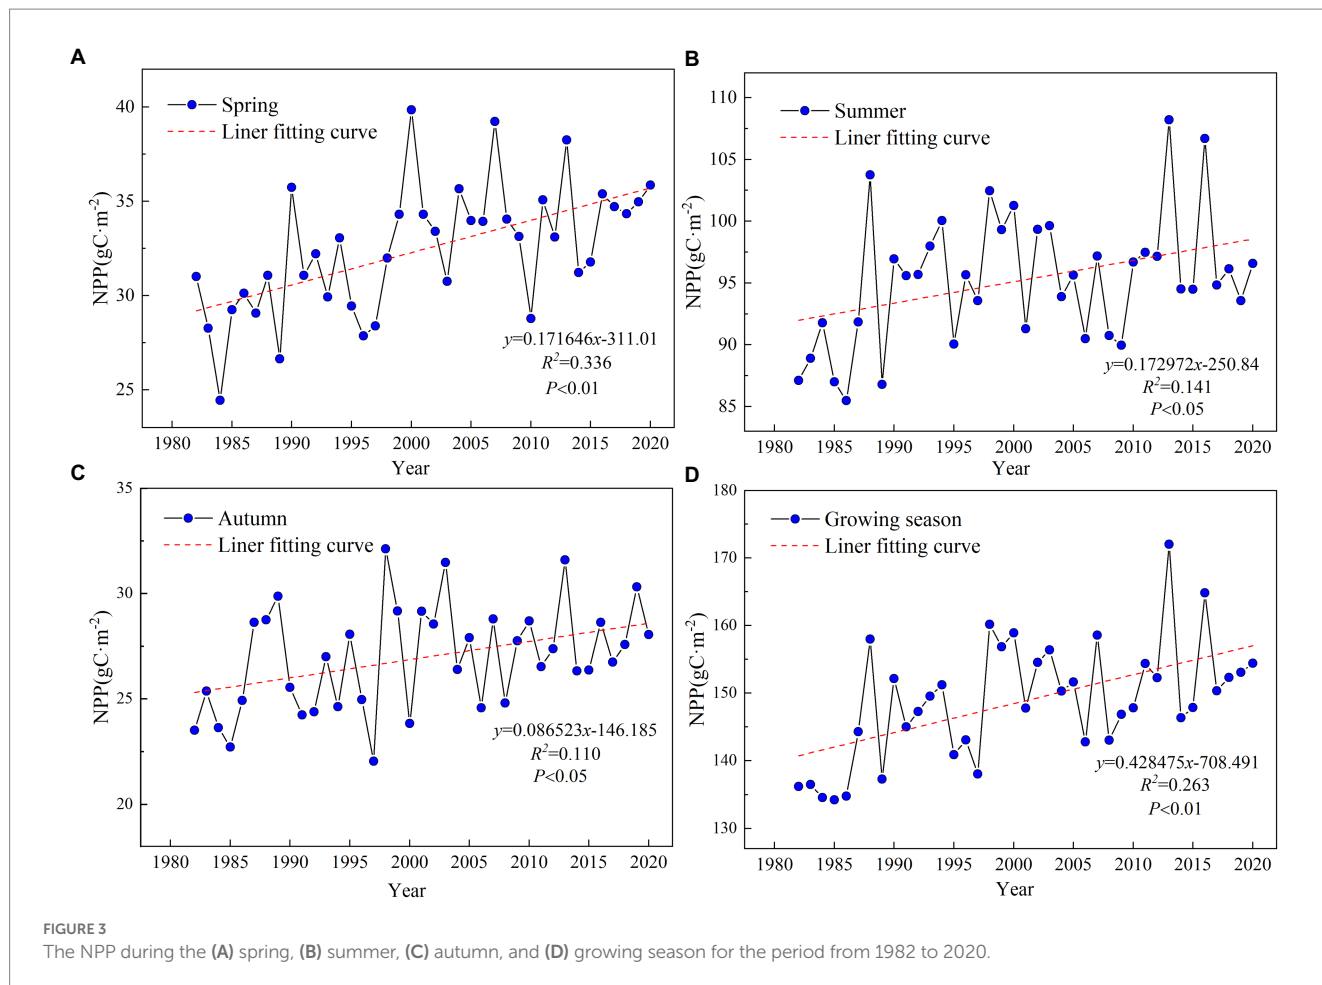 A
Spring
Liner fitting curve
NPP(gC·m⁻²)
40
35
30
25
y=0.171646x-311.01
R²=0.336
P<0.01
1980 1985 1990 1995 2000 2005 2010 2015 2020
Year
B
Summer
Liner fitting curve
NPP(gC·m⁻²)
110
105
100
95
90
85
y=0.172972x-250.84
R²=0.141
P<0.05
1980 1985 1990 1995 2000 2005 2010 2015 2020
Year
C
Autumn
Liner fitting curve
NPP(gC·m⁻²)
35
30
25
20
y=0.086523x-146.185
R²=0.110
P<0.05
1980 1985 1990 1995 2000 2005 2010 2015 2020
Year
D
Growing season
Liner fitting curve
NPP(gC·m⁻²)
180
170
160
150
140
130
y=0.428475x-708.491
R²=0.263
P<0.01
1980 1985 1990 1995 2000 2005 2010 2015 2020
Year
FIGURE 3
The NPP during the (A) spring, (B) summer, (C) autumn, and (D) growing season for the period from 1982 to 2020.